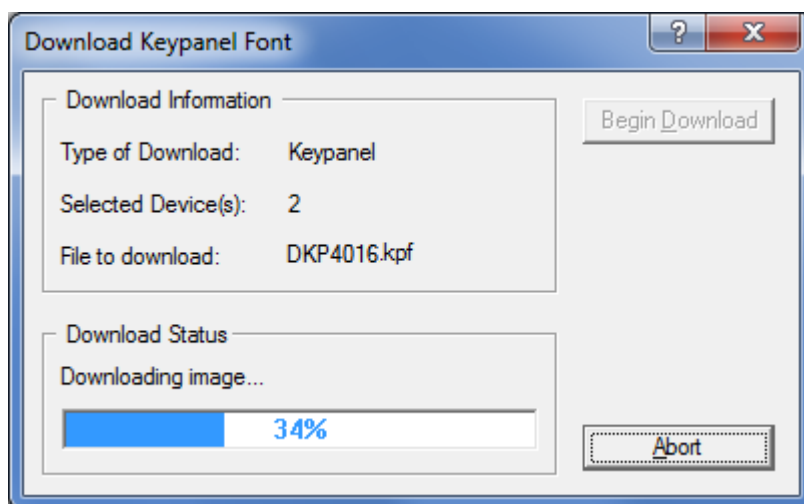 Download Keypanel Font
Download Information
Type of Download: Keypanel
Selected Device(s): 2
File to download: DKP4016.kpf
Begin Download
Download Status
Downloading image...
34%
Abort